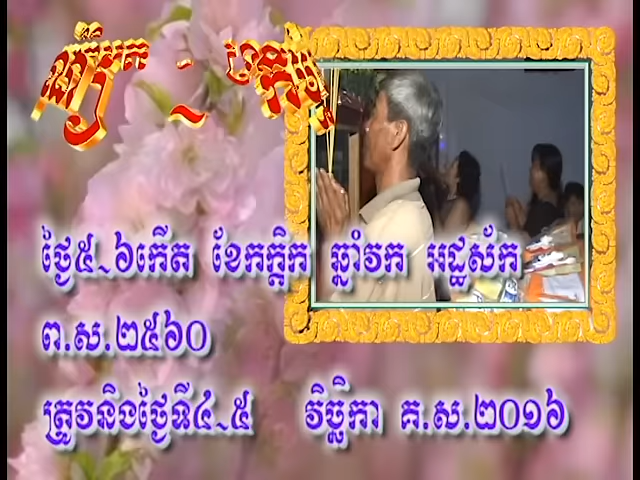 ថ្ងៃ៥~៦កើត ខែកក្តិក ឆ្នាំវក អដ្ឋស័ក
ព.ស.២៥៦០
ត្រូវនិងថ្ងៃទី៤~៥ វិច្ឆិកា គ.ស.២០១៦